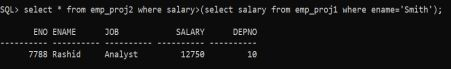 SQL> select * from emp_proj2 where salary>(select salary from emp_proj1 where ename='Smith');
ENO ENAME JOB SALARY DEPNO
---------- ---------- ---------- ---------- ----------
7788 Rashid Analyst 12750 10